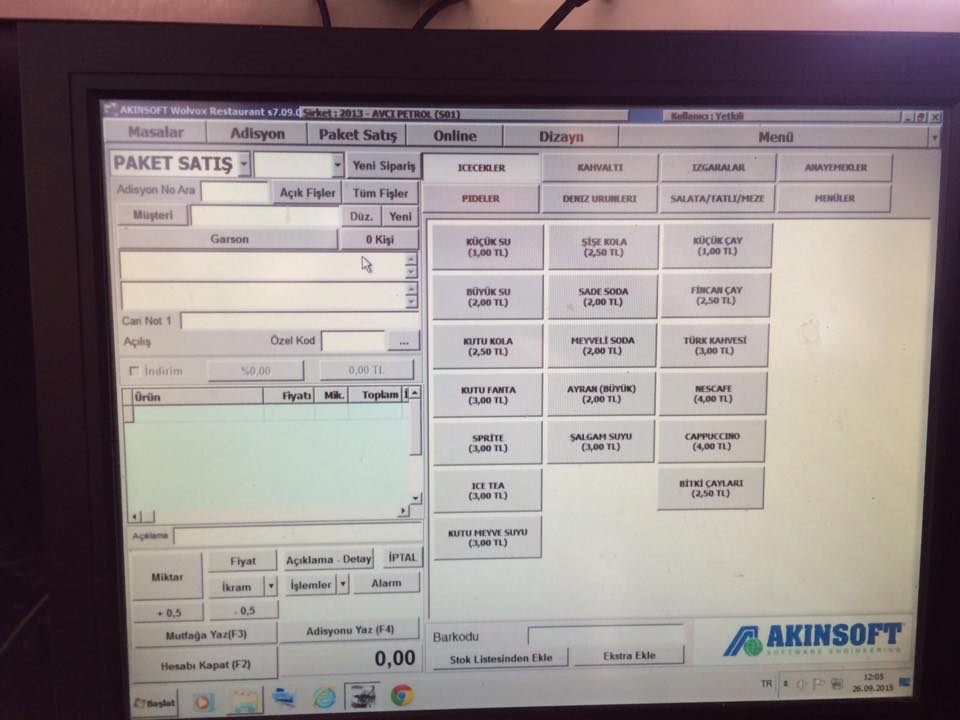 AKINSOFT Wolvox Restaurant s7.09.0 Şirket : 2013 - AVCI PETROL (S01) Kullanıcı : Yetkili
Masalar Adisyon Paket Satış Online Dizayn Menü
PAKET SATIŞ Yeni Sipariş
Adisyon No Ara Açık Fişler Tüm Fişler
Müşteri Düz. Yeni
Garson 0 Kişi
Cari Not 1
Açılış Özel Kod ...
İndirim %0,00 0,00 TL
Ürün Fiyatı Mik. Toplam
Açıklama
Miktar Fiyat Açıklama - Detay İPTAL
İkram İşlemler Alarm
+ 0,5 - 0,5
Mutfağa Yaz(F3) Adisyonu Yaz (F4)
Hesabı Kapat (F2) 0,00
ICECEKLER KAHVALTI IZGARALAR ANAYEMEKLER
PIDELER DENIZ URUNLERI SALATA/TATLI/MEZE MENÜLER
KÜÇÜK SU
(1,00 TL)
ŞİŞE KOLA
(2,50 TL)
KÜÇÜK ÇAY
(1,00 TL)
BÜYÜK SU
(2,00 TL)
SADE SODA
(2,00 TL)
FİNCAN ÇAY
(2,50 TL)
KUTU KOLA
(2,50 TL)
MEYVELİ SODA
(2,00 TL)
TÜRK KAHVESİ
(3,00 TL)
KUTU FANTA
(3,00 TL)
AYRAN (BÜYÜK)
(2,00 TL)
NESCAFE
(4,00 TL)
SPRİTE
(3,00 TL)
ŞALGAM SUYU
(3,00 TL)
CAPPUCCINO
(4,00 TL)
ICE TEA
(3,00 TL)
BİTKİ ÇAYLARI
(2,50 TL)
KUTU MEYVE SUYU
(3,00 TL)
Barkodu
Stok Listesinden Ekle Ekstra Ekle
AKINSOFT
SOFTWARE ENGINEERING
Başlat TR 12:05
26.09.2015